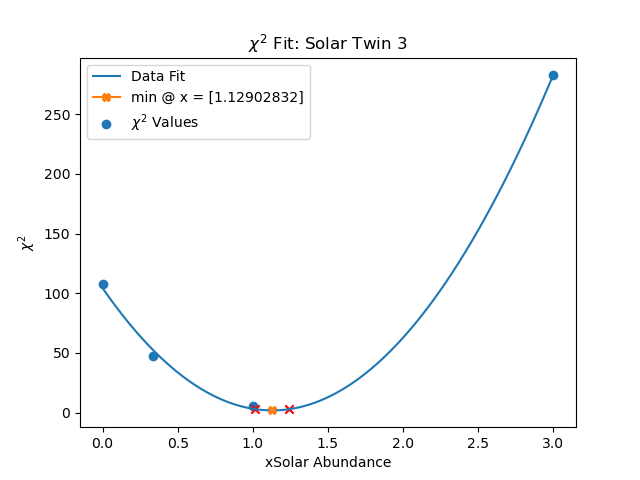 χ² Fit: Solar Twin 3
Data Fit
min @ x = [1.12902832]
χ² Values
χ²
250
200
150
100
50
0
0.0 0.5 1.0 1.5 2.0 2.5 3.0
xSolar Abundance